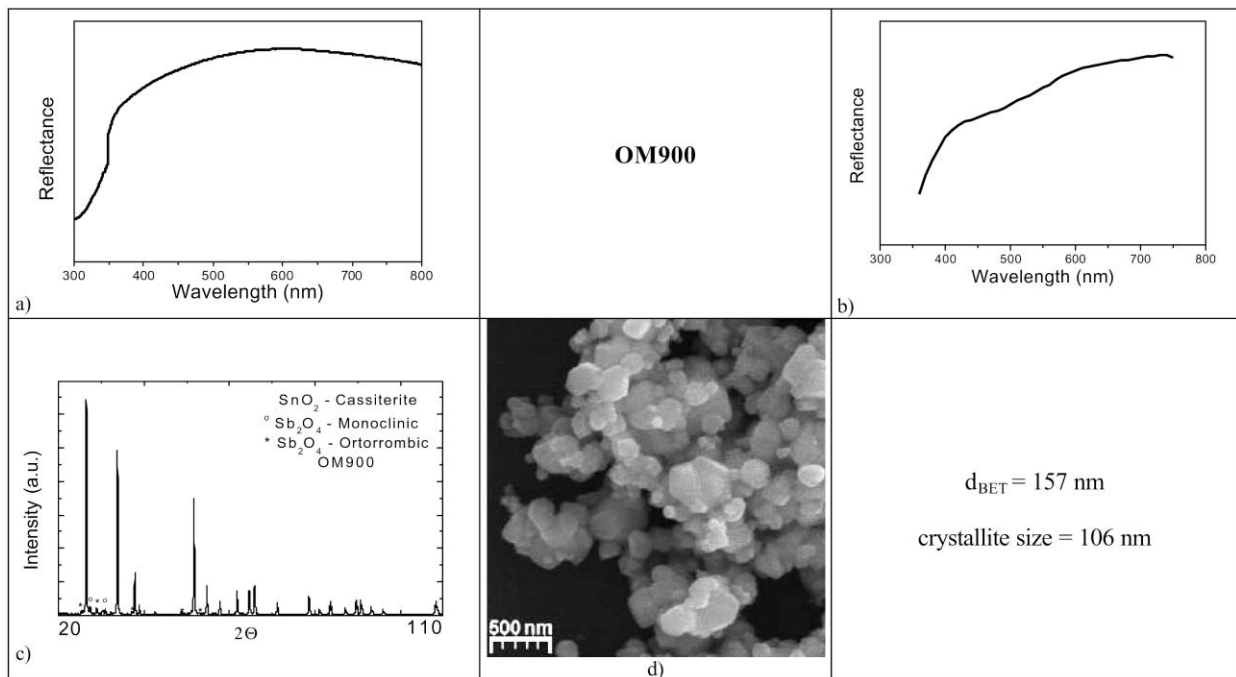 Reflectance
300 400 500 600 700 800
Wavelength (nm)
a)
OM900
Reflectance
300 400 500 600 700 800
Wavelength (nm)
b)
Intensity (a.u.)
SnO2 - Cassiterite
° Sb2O4 - Monoclinic
* Sb2O4 - Ortorrombic
OM900
* ° * °
20 2Θ 110
c)
500 nm
d)
dBET = 157 nm
crystallite size = 106 nm